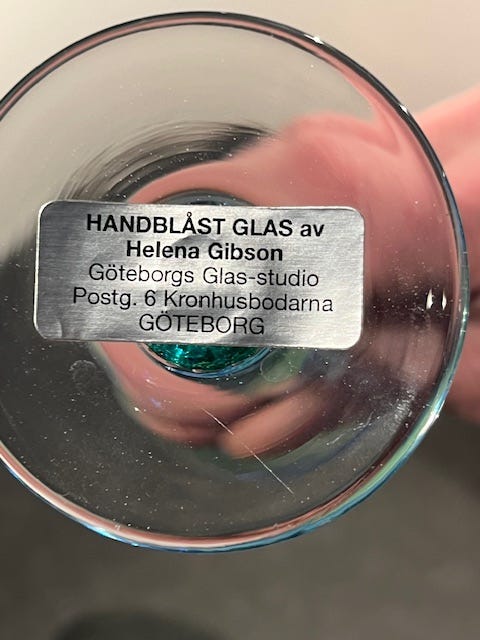 HANDBLÅST GLAS av
Helena Gibson
Göteborgs Glas-studio
Postg. 6 Kronhusbodarna
GÖTEBORG